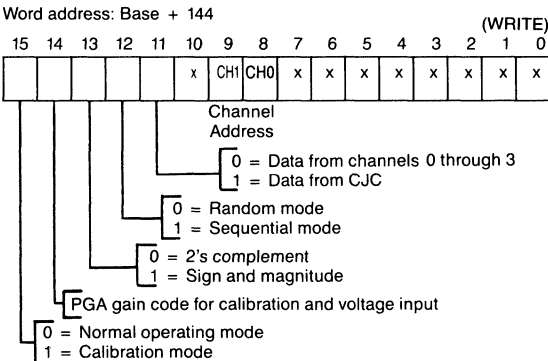 Word address: Base + 144
(WRITE)
15 14 13 12 11 10 9 8 7 6 5 4 3 2 1 0
x CH1 CH0 x x x x x x x x
Channel
Address
0 = Data from channels 0 through 3
1 = Data from CJC
0 = Random mode
1 = Sequential mode
0 = 2's complement
1 = Sign and magnitude
PGA gain code for calibration and voltage input
0 = Normal operating mode
1 = Calibration mode